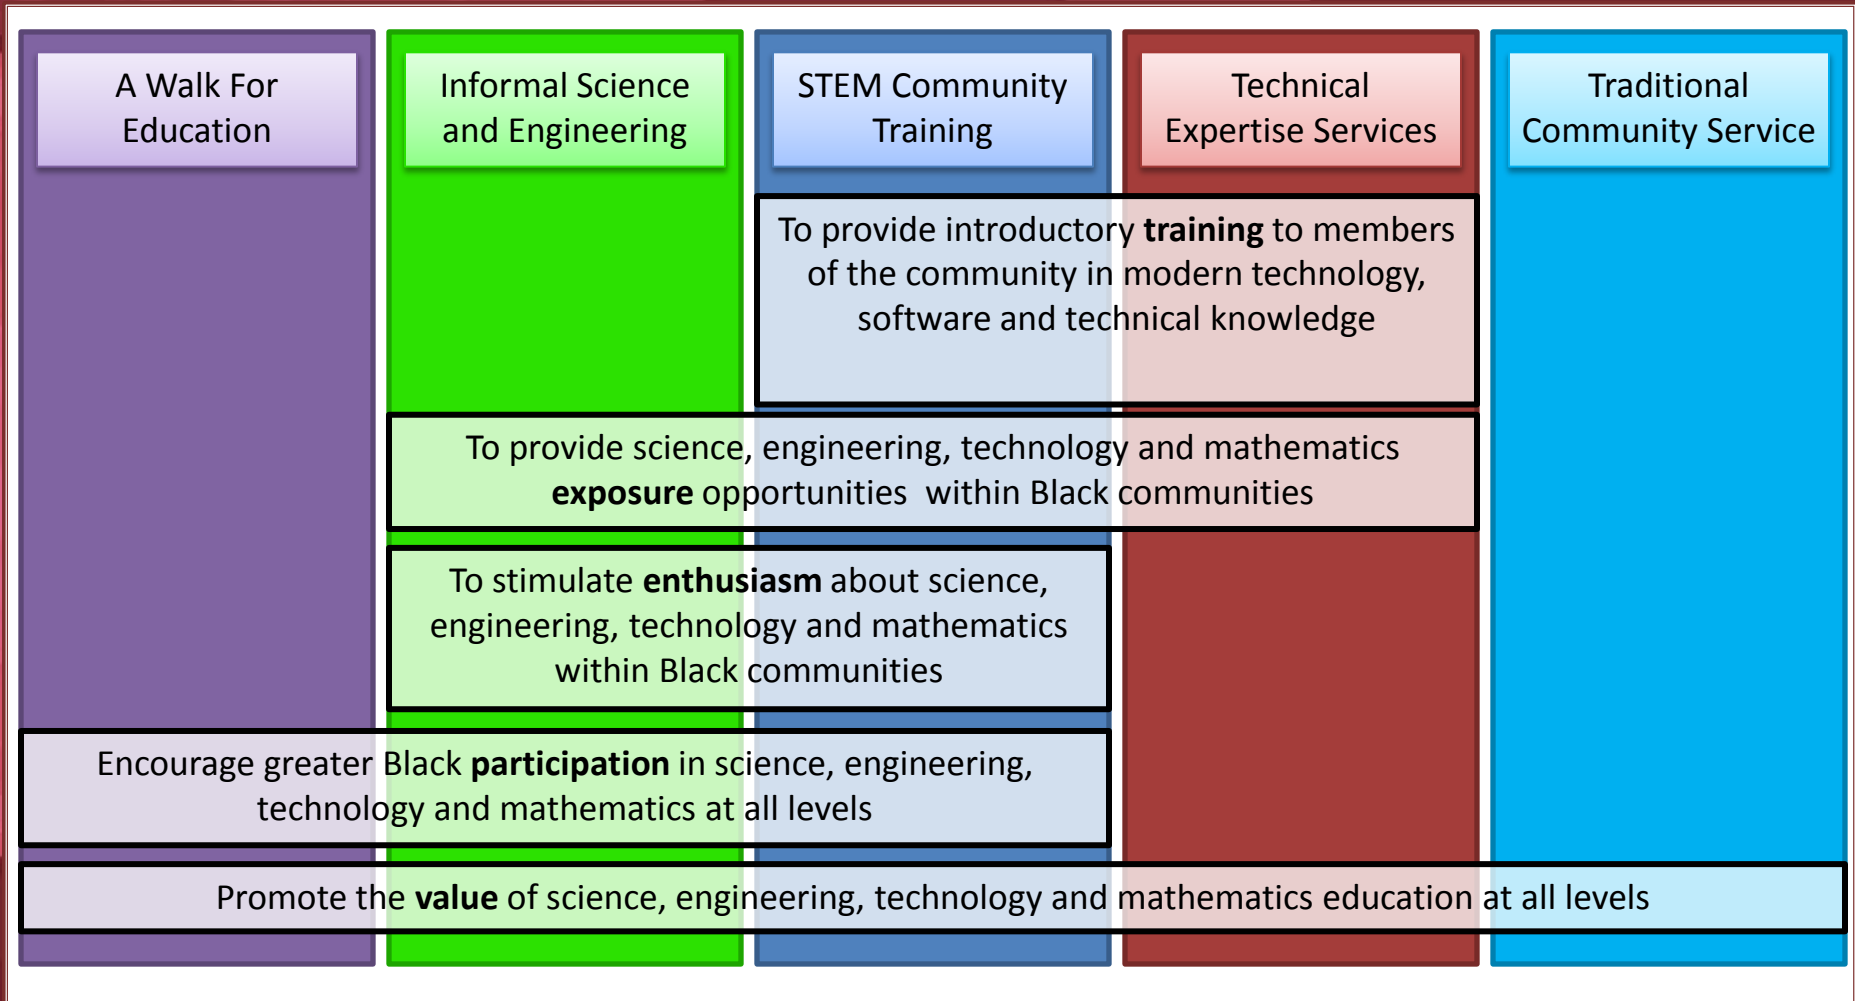 A Walk For
Education
Informal Science
and Engineering
STEM Community
Training
Technical
Expertise Services
Traditional
Community Service
To provide introductory training to members
of the community in modern technology,
software and technical knowledge
To provide science, engineering, technology and mathematics
exposure opportunities  within Black communities
To stimulate enthusiasm about science,
engineering, technology and mathematics
within Black communities
Encourage greater Black participation in science, engineering,
technology and mathematics at all levels
Promote the value of science, engineering, technology and mathematics education at all levels